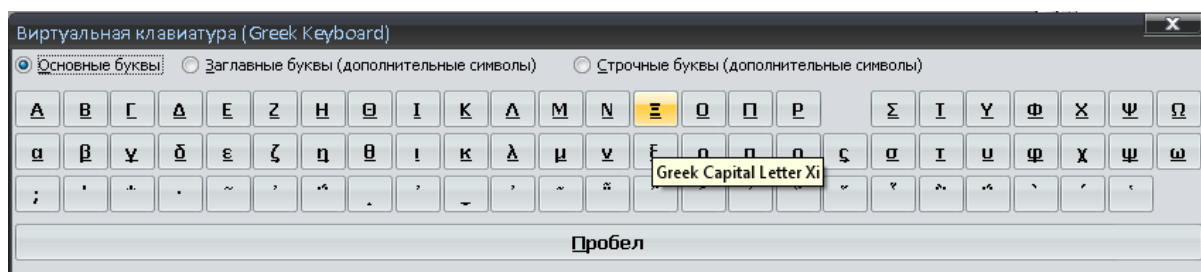 Виртуальная клавиатура (Greek Keyboard)
Основные буквы Заглавные буквы (дополнительные символы) Строчные буквы (дополнительные символы)
Α Β Γ Δ Ε Ζ Η Θ Ι Κ Λ Μ Ν Ξ Ο Π Ρ Σ Τ Υ Φ Χ Ψ Ω
α β γ δ ε ζ η θ ι κ λ μ ν ξ ο π ρ ς σ τ υ φ χ ψ ω
Greek Capital Letter Xi
;
Пробел